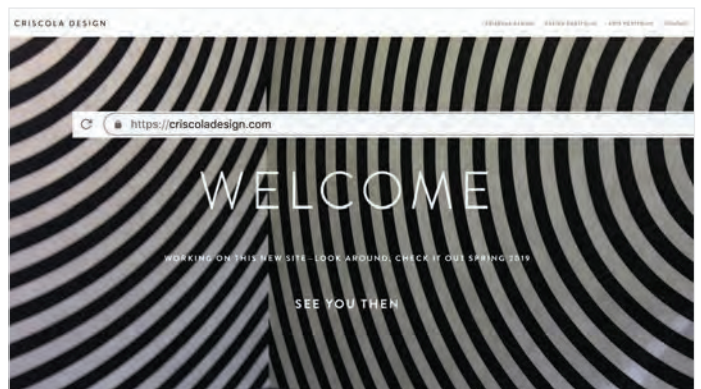 CRISCOLA DESIGN
https://criscoladesign.com
WELCOME
WORKING ON THIS NEW SITE–LOOK AROUND, CHECK IT OUT SPRING 2019
SEE YOU THEN